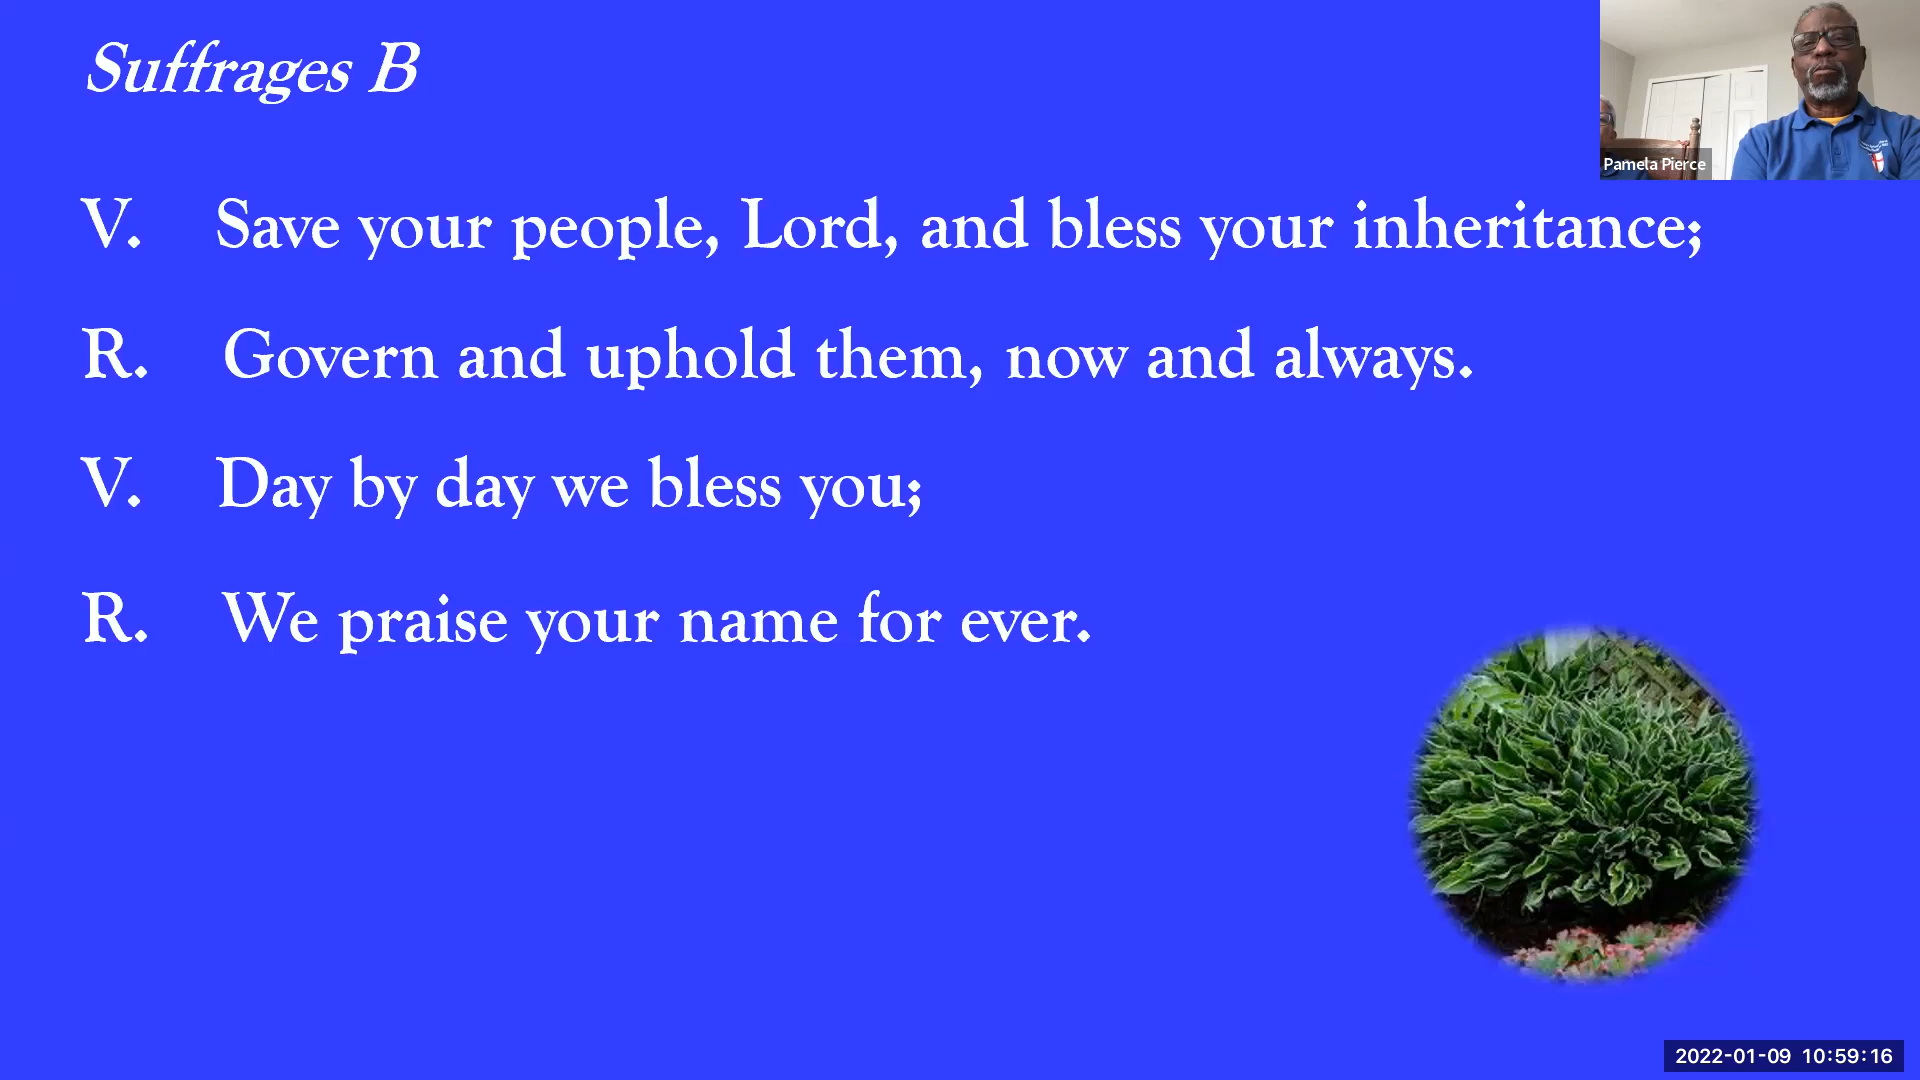 Suffrages B
Pamela Pierce
V. Save your people, Lord, and bless your inheritance;
R. Govern and uphold them, now and always.
V. Day by day we bless you;
R. We praise your name for ever.
2022-01-09 10:59:16